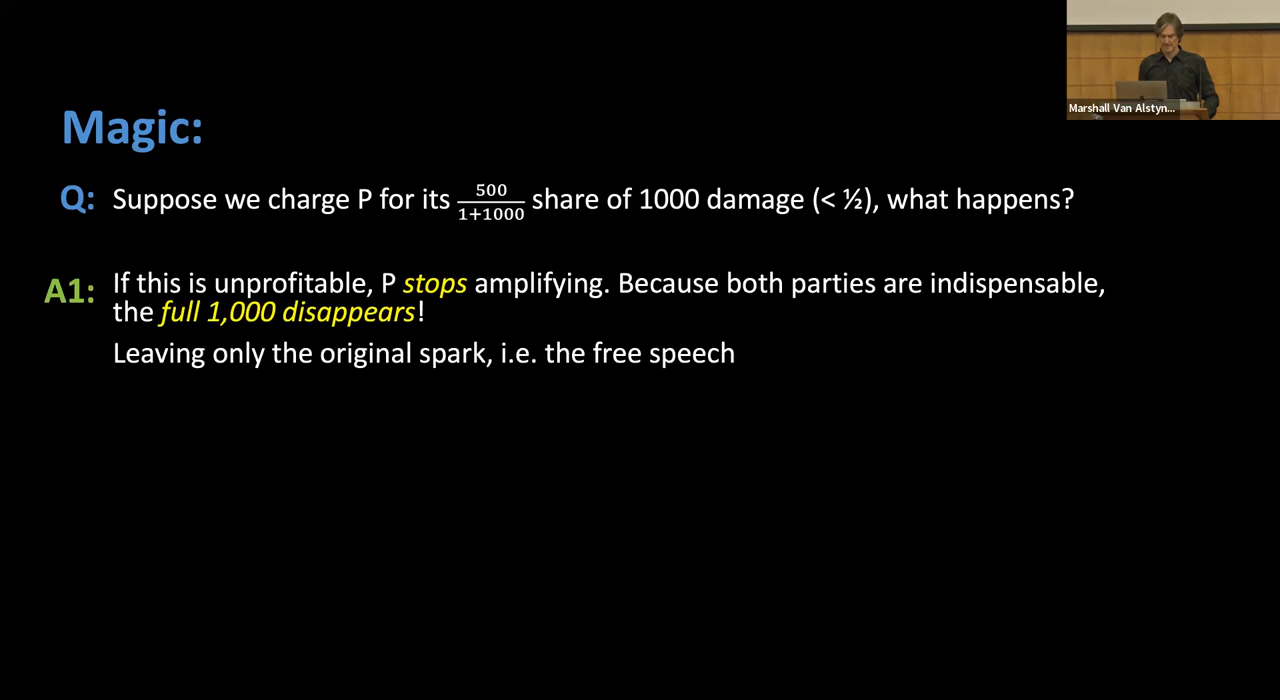 Marshall Van Alstyn...
Magic:
Q: Suppose we charge P for its 500/(1+1000) share of 1000 damage (< ½), what happens?
A1: If this is unprofitable, P stops amplifying. Because both parties are indispensable,
the full 1,000 disappears!
Leaving only the original spark, i.e. the free speech